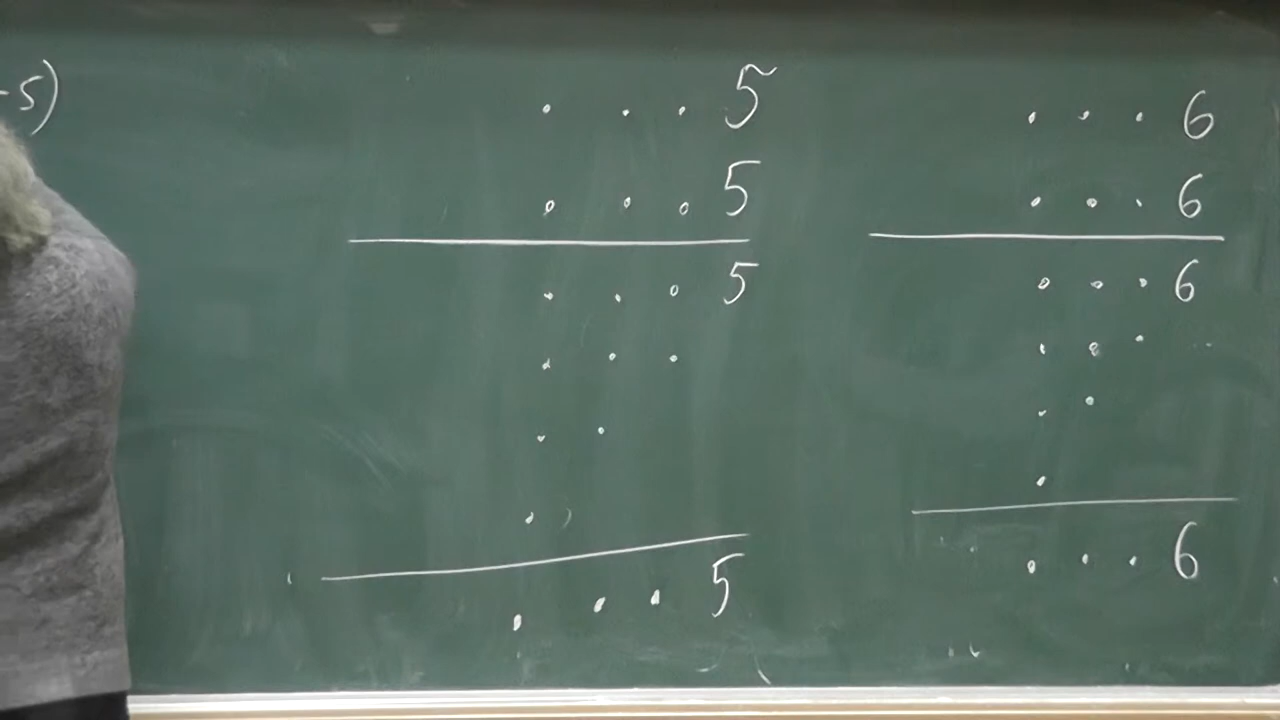 -5)
. . . 5
. . . 5
. . . 5
. . .
. .
.
. . . 5
. . . 6
. . . 6
. . . 6
. . .
. .
.
. . . 6